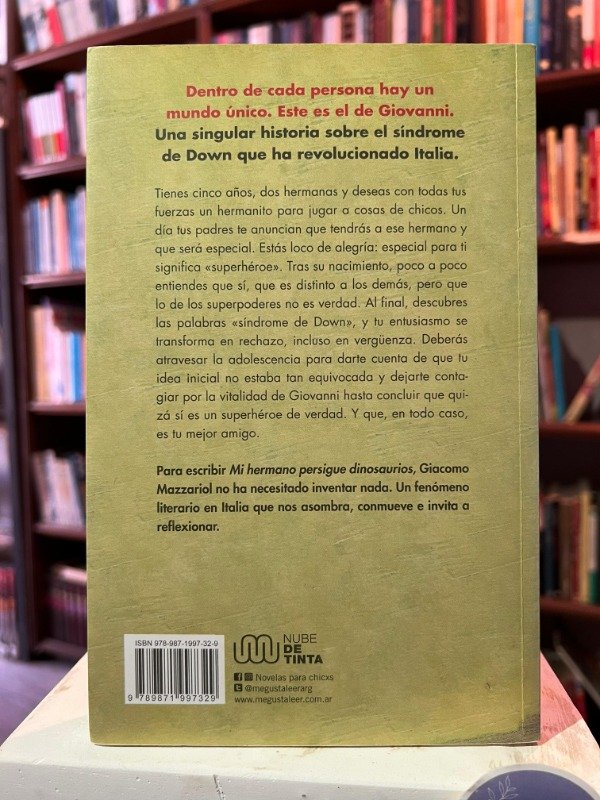 Dentro de cada persona hay un
mundo único. Este es el de Giovanni.
Una singular historia sobre el síndrome
de Down que ha revolucionado Italia.
Tienes cinco años, dos hermanas y deseas con todas tus
fuerzas un hermanito para jugar a cosas de chicos. Un
día tus padres te anuncian que tendrás a ese hermano y
que será especial. Estás loco de alegría: especial para ti
significa «superhéroe». Tras su nacimiento, poco a poco
entiendes que sí, que es distinto a los demás, pero que
lo de los superpoderes no es verdad. Al final, descubres
las palabras «síndrome de Down», y tu entusiasmo se
transforma en rechazo, incluso en vergüenza. Deberás
atravesar la adolescencia para darte cuenta de que tu
idea inicial no estaba tan equivocada y dejarte conta-
giar por la vitalidad de Giovanni hasta concluir que qui-
zá sí es un superhéroe de verdad. Y que, en todo caso,
es tu mejor amigo.
Para escribir Mi hermano persigue dinosaurios, Giacomo
Mazzariol no ha necesitado inventar nada. Un fenómeno
literario en Italia que nos asombra, conmueve e invita a
reflexionar.
ISBN 978-987-1997-32-9
9 789871 997329
NUBE
DE
TINTA
Novelas para chicxs
@megustaleerarg
www.megustaleer.com.ar